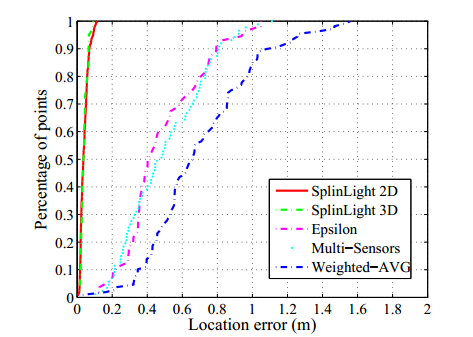 1
0.9
0.8
0.7
0.6
0.5
0.4
0.3
0.2
0.1
0
Percentage of points
SplinLight 2D
SplinLight 3D
Epsilon
Multi−Sensors
Weighted−AVG
0 0.2 0.4 0.6 0.8 1 1.2 1.4 1.6 1.8 2
Location error (m)